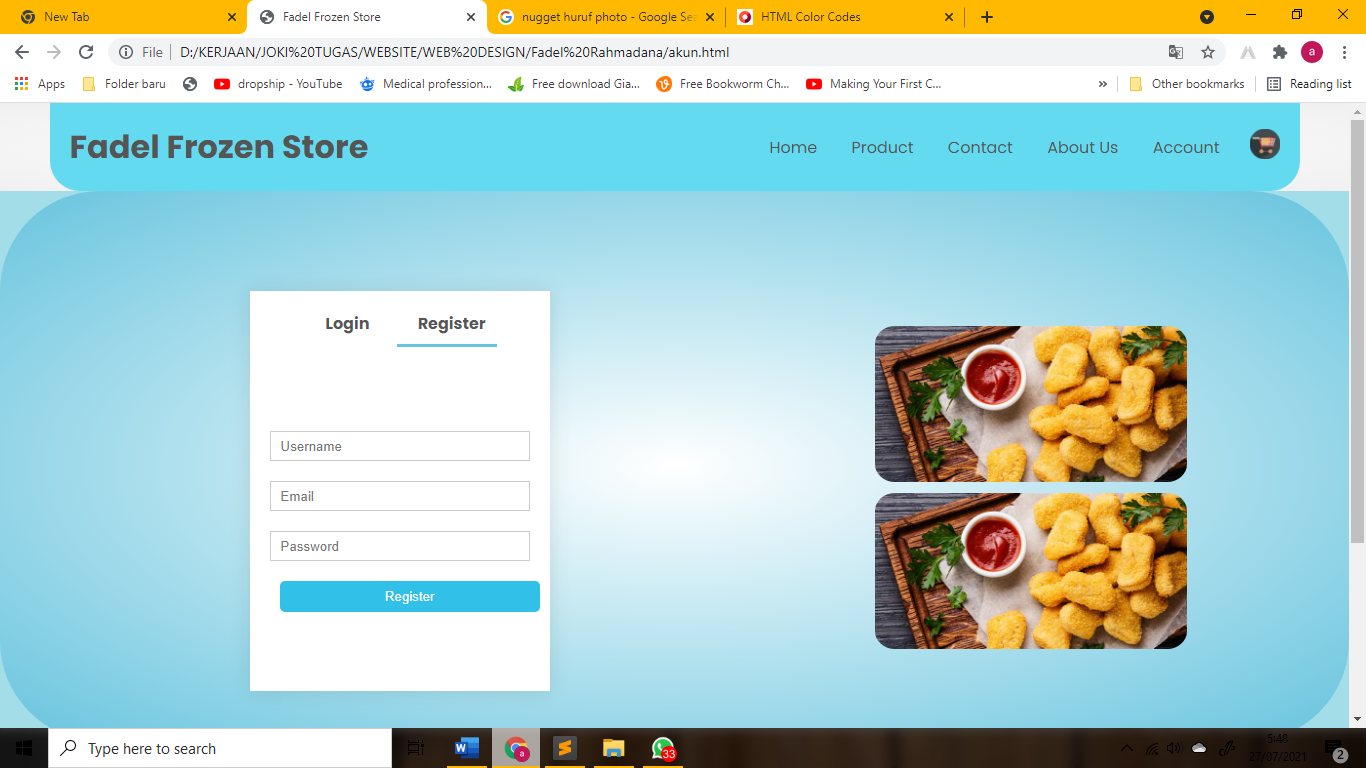 New Tab
Fadel Frozen Store
nugget huruf photo - Google Sea
HTML Color Codes
File
D:/KERJAAN/JOKI%20TUGAS/WEBSITE/WEB%20DESIGN/Fadel%20Rahmadana/akun.html
a
Apps
Folder baru
dropship - YouTube
Medical profession...
Free download Gia...
Free Bookworm Ch...
Making Your First C...
»
Other bookmarks
Reading list
Fadel Frozen Store
Home
Product
Contact
About Us
Account
Login
Register
Username
Email
Password
Register
Type here to search
W
a
33
5:48
27/07/2021
2